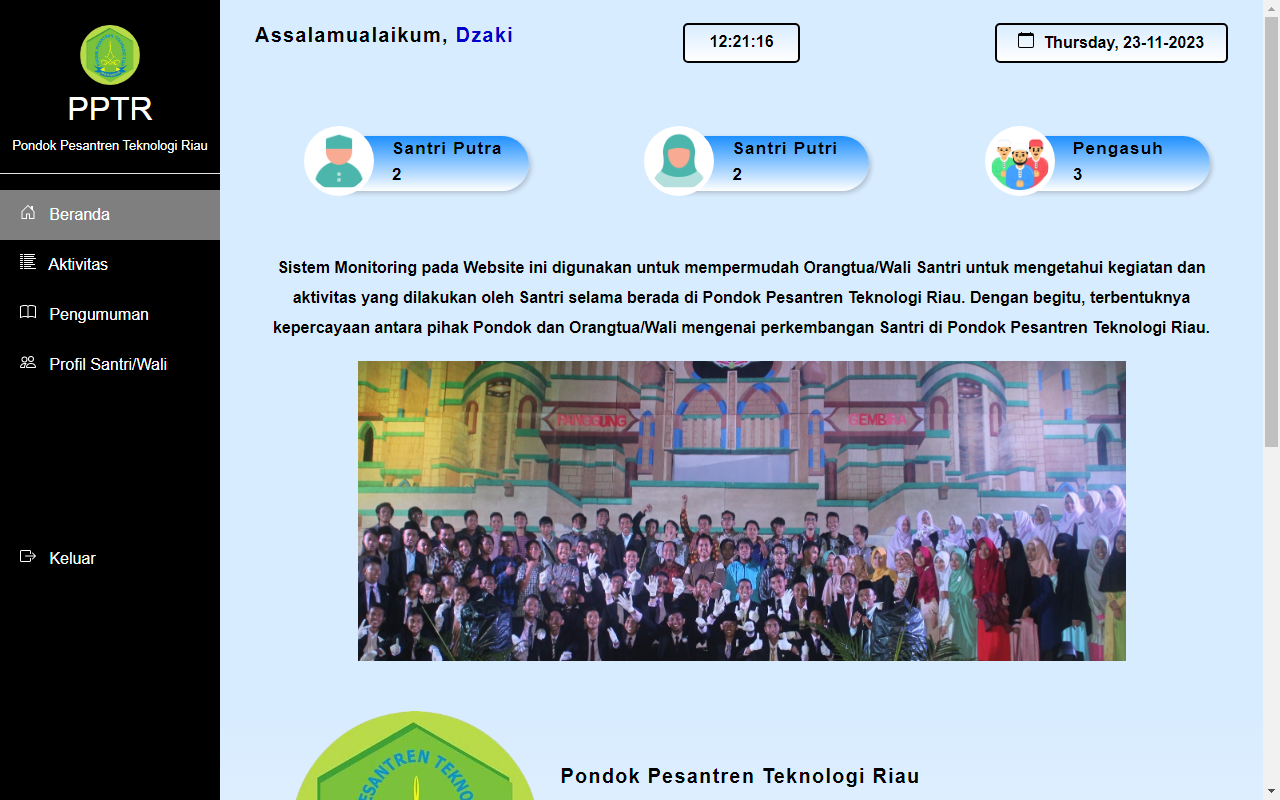 PPTR
Pondok Pesantren Teknologi Riau
Beranda
Aktivitas
Pengumuman
Profil Santri/Wali
Keluar
Assalamualaikum, Dzaki
12:21:16
Thursday, 23-11-2023
Santri Putra
2
Santri Putri
2
Pengasuh
3
Sistem Monitoring pada Website ini digunakan untuk mempermudah Orangtua/Wali Santri untuk mengetahui kegiatan dan
aktivitas yang dilakukan oleh Santri selama berada di Pondok Pesantren Teknologi Riau. Dengan begitu, terbentuknya
kepercayaan antara pihak Pondok dan Orangtua/Wali mengenai perkembangan Santri di Pondok Pesantren Teknologi Riau.
PANGGUNG
GEMBIRA
Pondok Pesantren Teknologi Riau